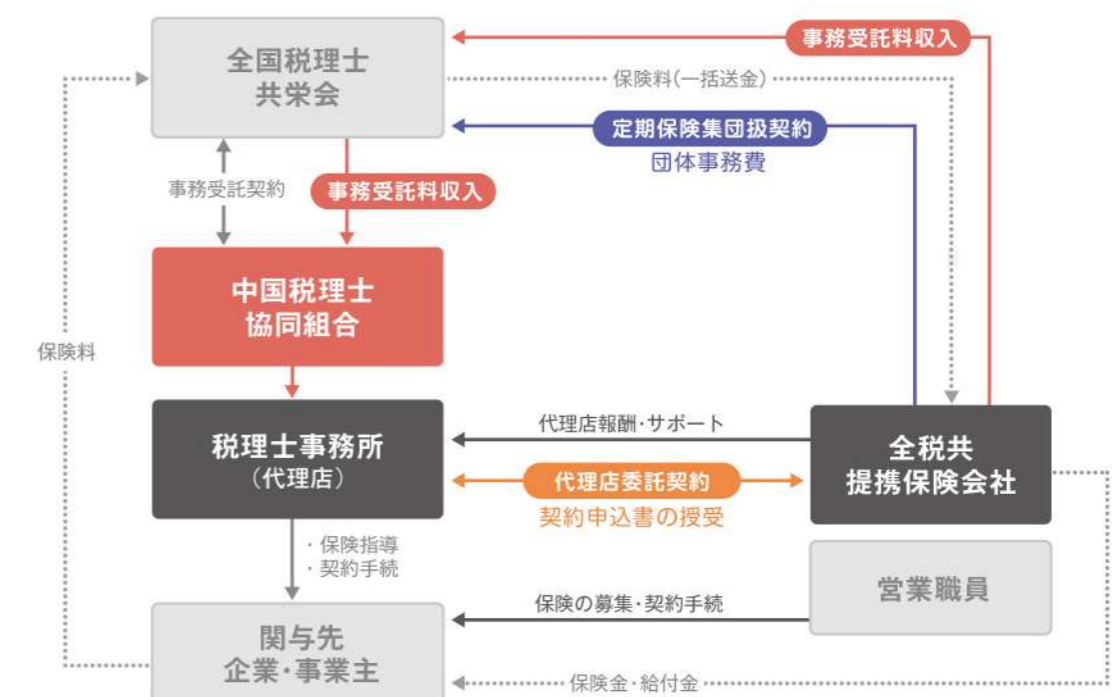 事務受託料収入
全国税理士
共栄会
保険料(一括送金)
定期保険集団扱契約
団体事務費
事務受託契約
事務受託料収入
中国税理士
協同組合
保険料
税理士事務所
(代理店)
代理店報酬・サポート
代理店委託契約
契約申込書の授受
全税共
提携保険会社
・保険指導
・契約手続
営業職員
保険の募集・契約手続
関与先
企業・事業主
保険金・給付金